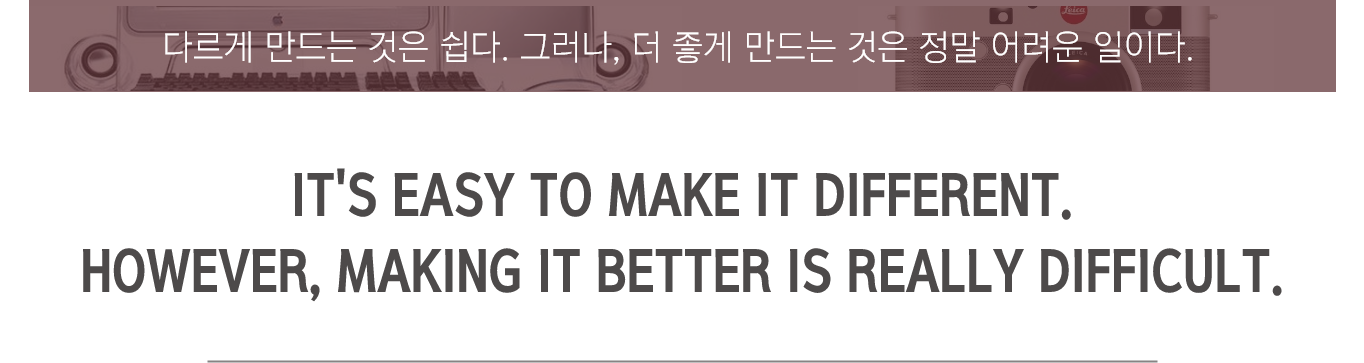 Leica
다르게 만드는 것은 쉽다. 그러나, 더 좋게 만드는 것은 정말 어려운 일이다.
IT'S EASY TO MAKE IT DIFFERENT.
HOWEVER, MAKING IT BETTER IS REALLY DIFFICULT.